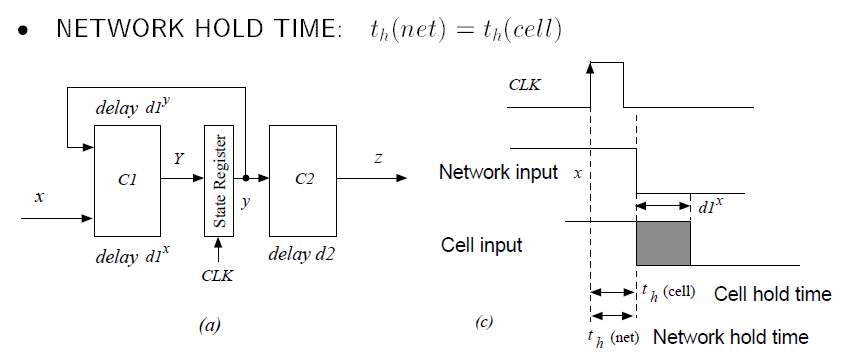 • NETWORK HOLD TIME: t_h(net) = t_h(cell)
delay d1^y
C1
Y
State Register
y
C2
z
x
delay d1^x
CLK
delay d2
(a)
CLK
Network input x
d1^x
Cell input
t_h (cell) Cell hold time
t_h (net) Network hold time
(c)